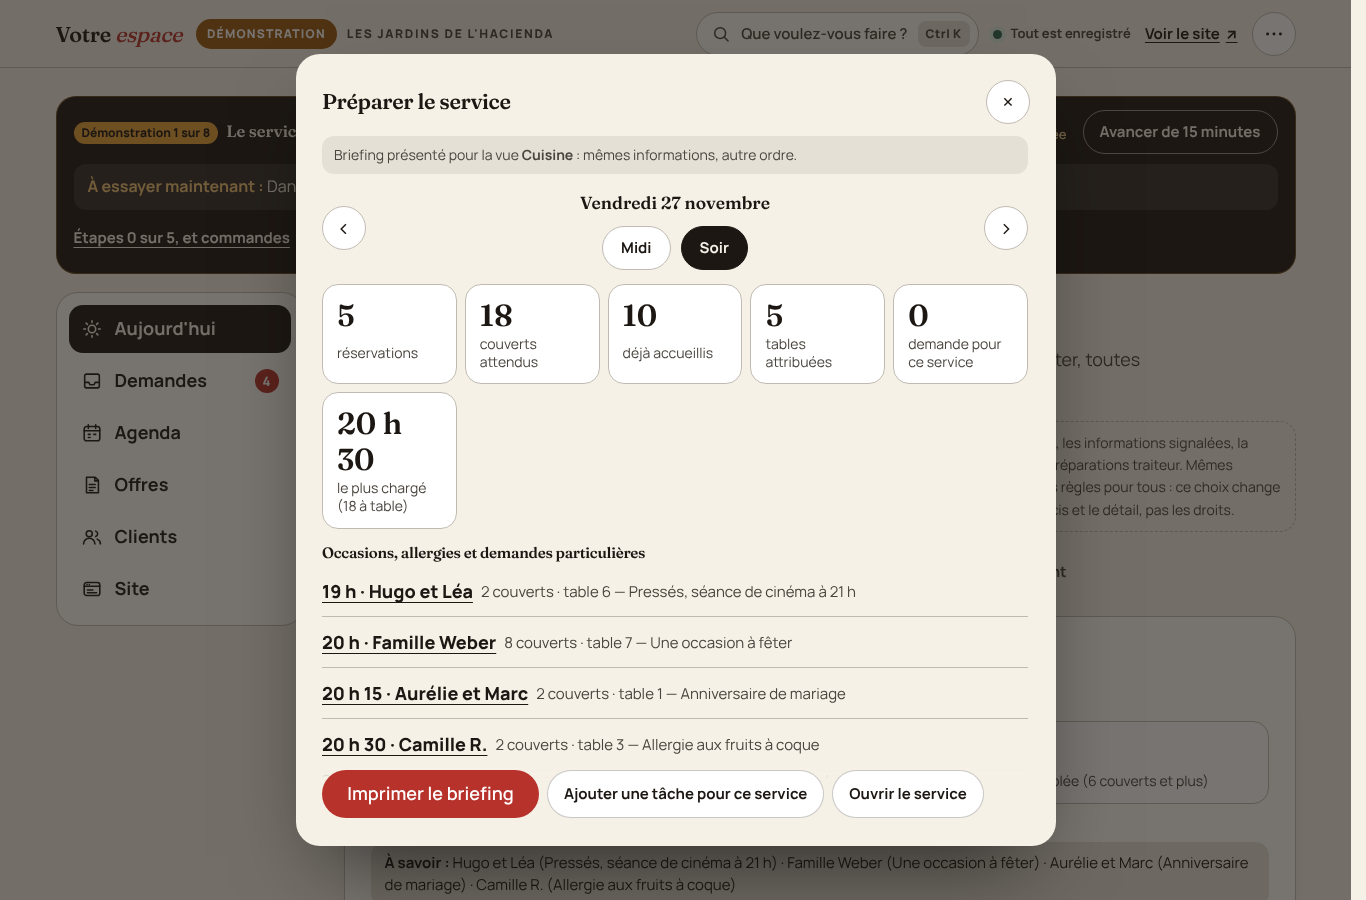 Votre espace DÉMONSTRATION LES JARDINS DE L'HACIENDA
Que voulez-vous faire ? Ctrl K
Tout est enregistré
Voir le site
Préparer le service
Démonstration 1 sur 8 Le servic
Avancer de 15 minutes
Briefing présenté pour la vue Cuisine : mêmes informations, autre ordre.
À essayer maintenant : Dan
Étapes 0 sur 5, et commandes
Vendredi 27 novembre
Midi
Soir
5
réservations
18
couverts
attendus
10
déjà accueillis
5
tables
attribuées
0
demande pour
ce service
20 h
30
le plus chargé
(18 à table)
Aujourd'hui
Demandes 4
Agenda
Offres
Clients
Site
ter, toutes
, les informations signalées, la
réparations traiteur. Mêmes
s règles pour tous : ce choix change
cis et le détail, pas les droits.
nt
Occasions, allergies et demandes particulières
19 h · Hugo et Léa 2 couverts · table 6 — Pressés, séance de cinéma à 21 h
20 h · Famille Weber 8 couverts · table 7 — Une occasion à fêter
20 h 15 · Aurélie et Marc 2 couverts · table 1 — Anniversaire de mariage
20 h 30 · Camille R. 2 couverts · table 3 — Allergie aux fruits à coque
Imprimer le briefing
Ajouter une tâche pour ce service
Ouvrir le service
blée (6 couverts et plus)
À savoir : Hugo et Léa (Pressés, séance de cinéma à 21 h) · Famille Weber (Une occasion à fêter) · Aurélie et Marc (Anniversaire
de mariage) · Camille R. (Allergie aux fruits à coque)